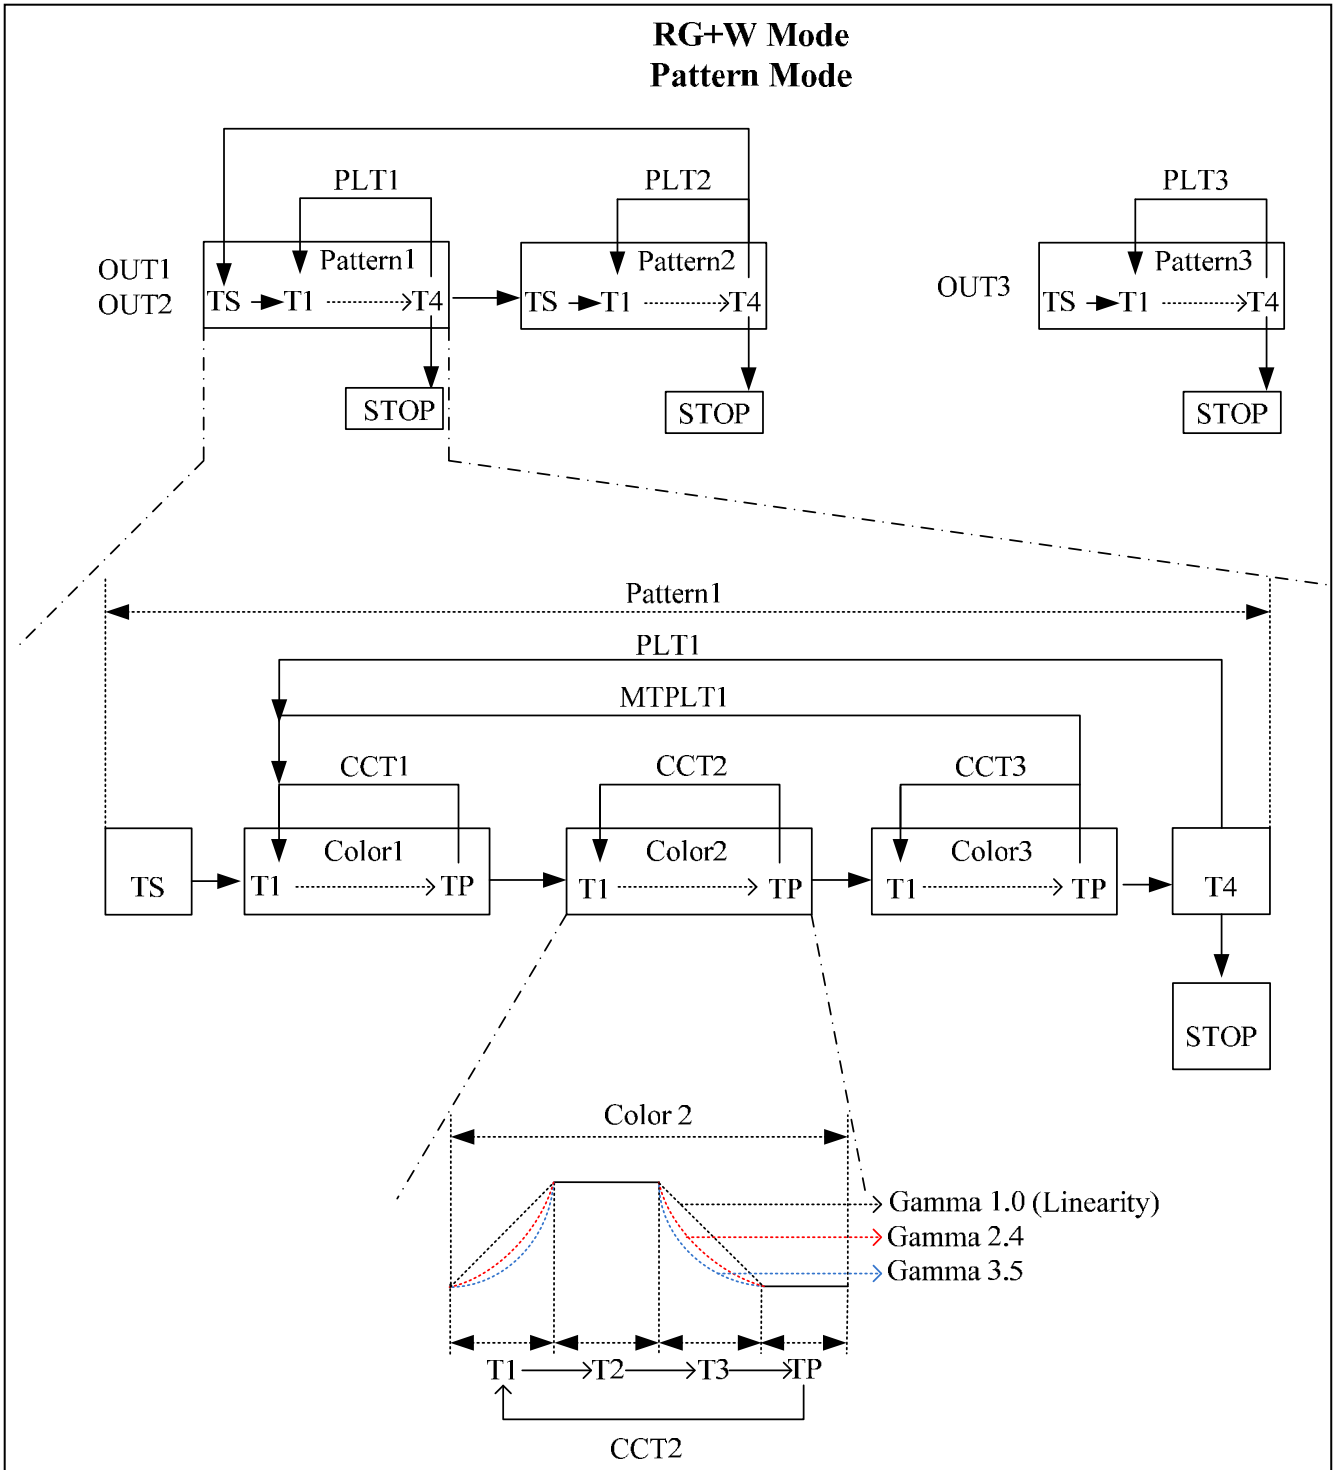 RG+W Mode
Pattern Mode
PLT1
PLT2
PLT3
OUT1
OUT2
Pattern1
TS
T1
T4
Pattern2
TS
T1
T4
OUT3
Pattern3
TS
T1
T4
STOP
STOP
STOP
Pattern1
PLT1
MTPLT1
CCT1
CCT2
CCT3
TS
Color1
T1
TP
Color2
T1
TP
Color3
T1
TP
T4
STOP
Color 2
Gamma 1.0 (Linearity)
Gamma 2.4
Gamma 3.5
T1
T2
T3
TP
CCT2